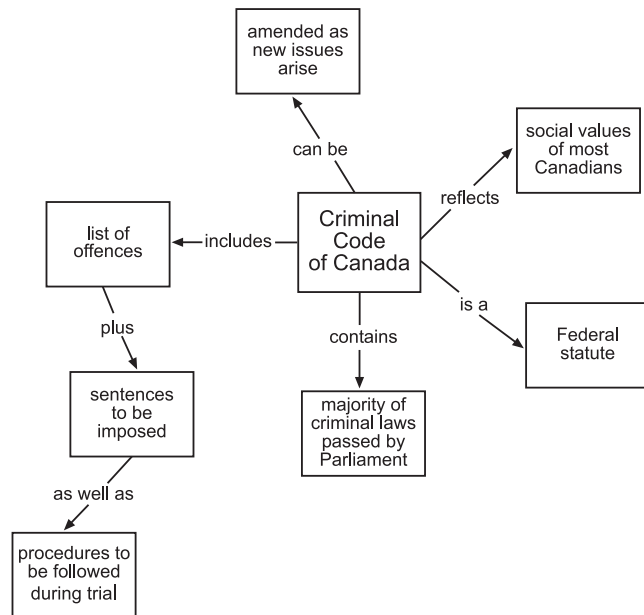 amended as
new issues
arise
can be
social values
of most
Canadians
reflects
Criminal
Code
of Canada
includes
list of
offences
is a
Federal
statute
plus
contains
sentences
to be
imposed
majority of
criminal laws
passed by
Parliament
as well as
procedures to
be followed
during trial